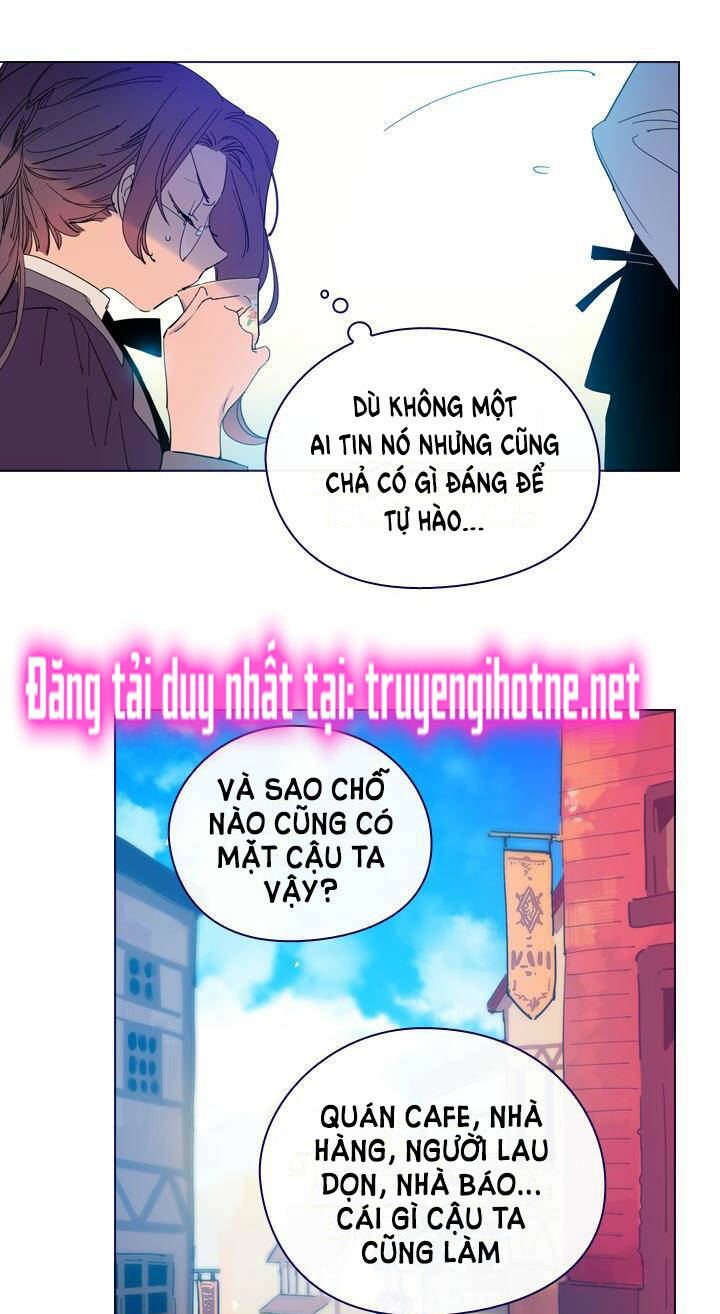 DÙ KHÔNG MỘT
AI TIN NÓ NHƯNG CŨNG
CHẢ CÓ GÌ ĐÁNG ĐỂ
TỰ HÀO...
Đăng tải duy nhất tại: truyengihotne.net
VÀ SAO CHỖ
NÀO CŨNG CÓ
MẶT CẬU TA
VẬY?
QUÁN CAFE, NHÀ
HÀNG, NGƯỜI LAU
DỌN, NHÀ BÁO...
CÁI GÌ CẬU TA
CŨNG LÀM